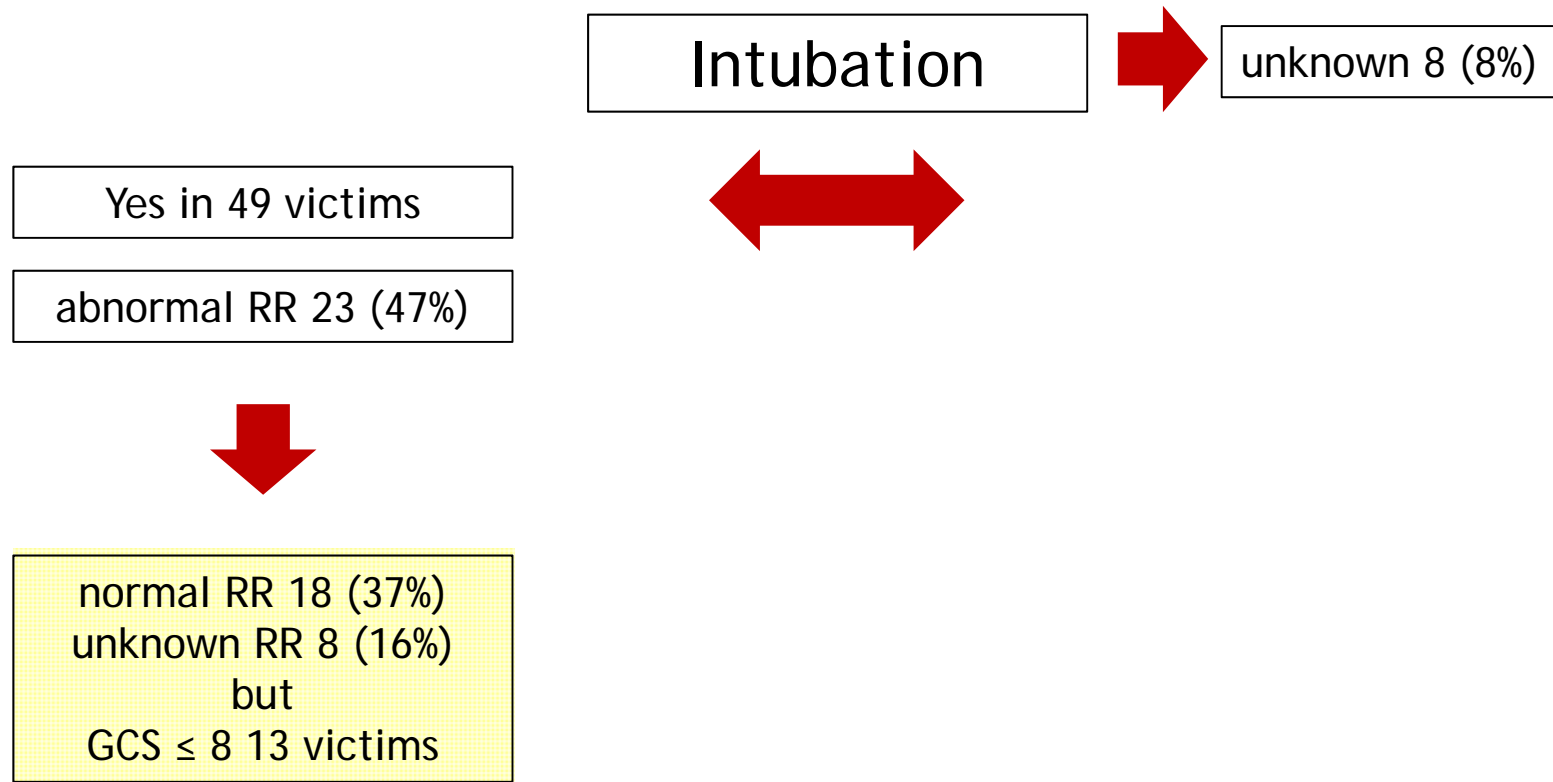 Intubation
unknown 8 (8%)
Yes in 49 victims
abnormal RR 23 (47%)
normal RR 18 (37%)
unknown RR 8 (16%)
but
GCS ≤ 8 13 victims